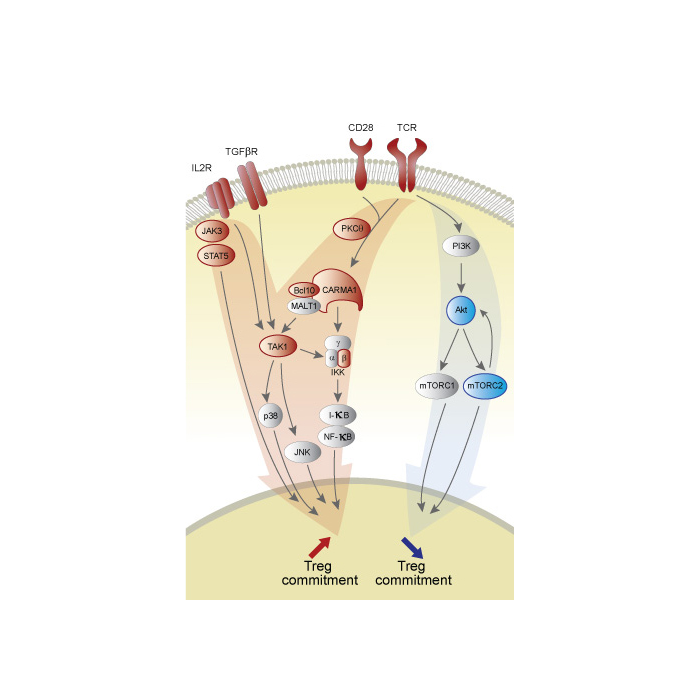 CD28
TCR
TGFβR
IL2R
JAK3
STAT5
PKCθ
PI3K
Bcl10
CARMA1
MALT1
Akt
TAK1
γ
α
β
IKK
mTORC1
mTORC2
p38
I-κB
NF-κB
JNK
Treg
commitment
Treg
commitment